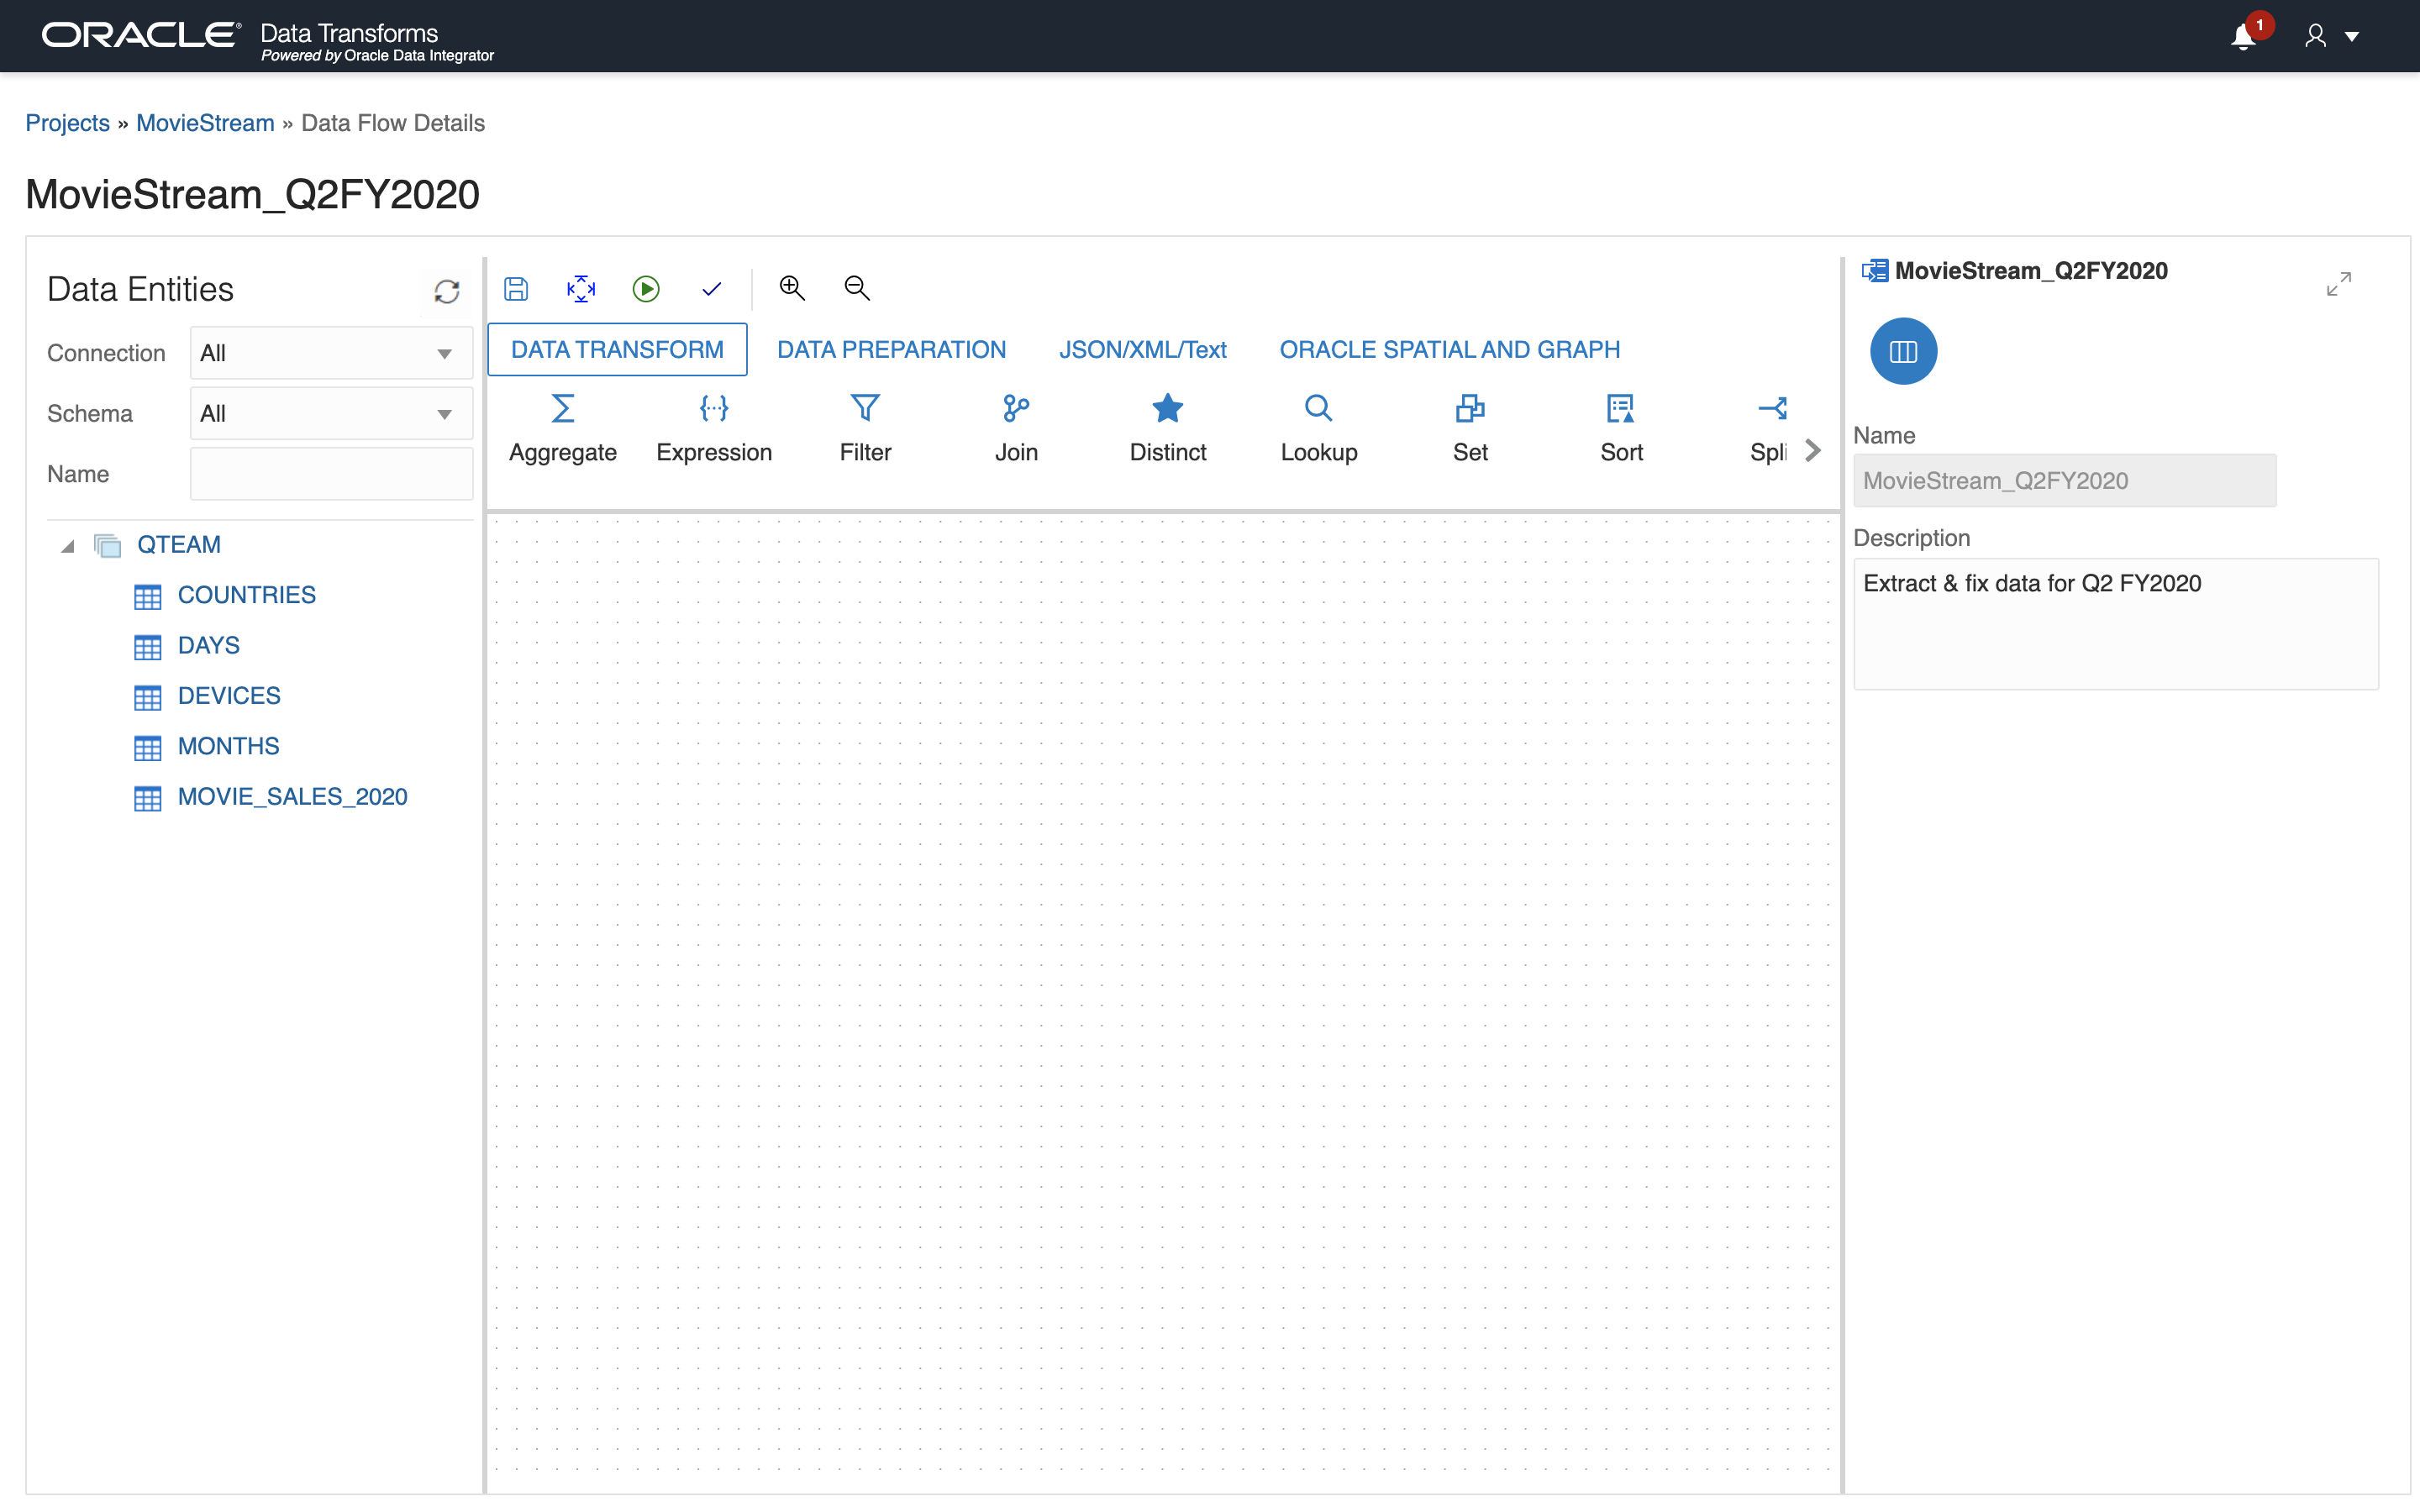 ORACLE Data Transforms
Powered by Oracle Data Integrator
1
Projects » MovieStream » Data Flow Details
MovieStream_Q2FY2020
Data Entities
Connection All
Schema All
Name
QTEAM
COUNTRIES
DAYS
DEVICES
MONTHS
MOVIE_SALES_2020
DATA TRANSFORM DATA PREPARATION JSON/XML/Text ORACLE SPATIAL AND GRAPH
Aggregate Expression Filter Join Distinct Lookup Set Sort Spli
MovieStream_Q2FY2020
Name
MovieStream_Q2FY2020
Description
Extract & fix data for Q2 FY2020